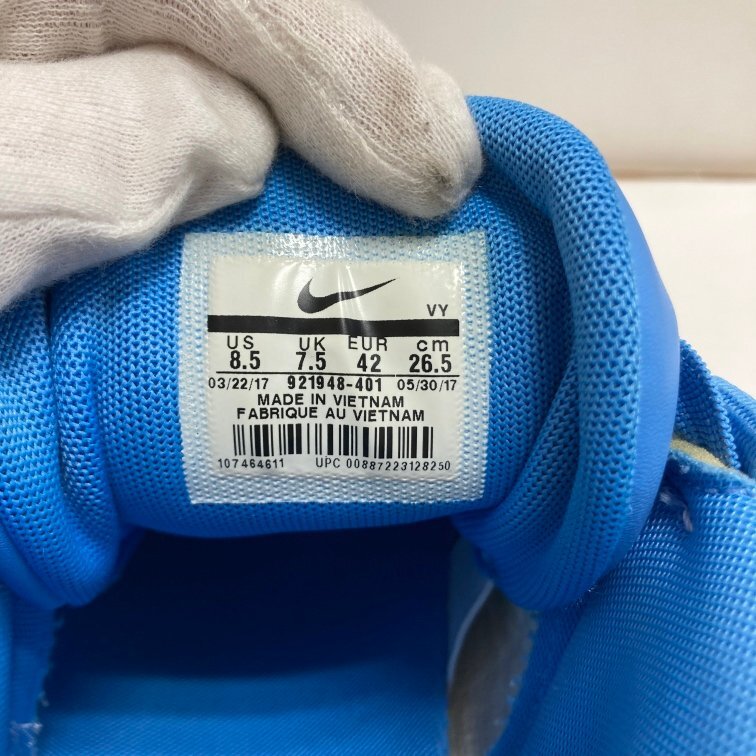 VY
US UK EUR cm
8.5 7.5 42 26.5
03/22/17 921948-401 05/30/17
MADE IN VIETNAM
FABRIQUE AU VIETNAM
107464611 UPC 00887223128250